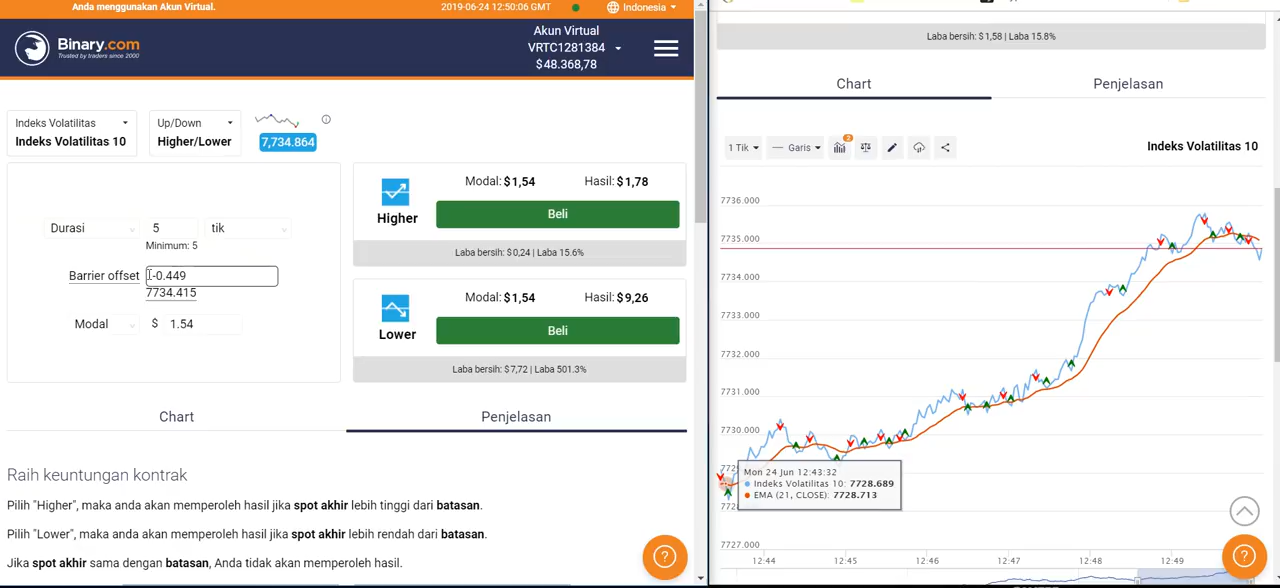 Anda menggunakan Akun Virtual.
2019-06-24 12:50:06 GMT
Indonesia
Binary.com
Trusted by traders since 2000
Akun Virtual
VRTC1281384
$48.368,78
Indeks Volatilitas
Indeks Volatilitas 10
Up/Down
Higher/Lower
7,734.864
Durasi
5
tik
Minimum: 5
Barrier offset
-0.449
7734.415
Modal
$ 1.54
Higher
Modal: $1,54
Hasil: $1,78
Beli
Laba bersih: $0,24 | Laba 15.6%
Lower
Modal: $1,54
Hasil: $9,26
Beli
Laba bersih: $7,72 | Laba 501.3%
Chart
Penjelasan
Raih keuntungan kontrak
Pilih "Higher", maka anda akan memperoleh hasil jika spot akhir lebih tinggi dari batasan.
Pilih "Lower", maka anda akan memperoleh hasil jika spot akhir lebih rendah dari batasan.
Jika spot akhir sama dengan batasan, Anda tidak akan memperoleh hasil.
?
Laba bersih: $1,58 | Laba 15.8%
Chart
Penjelasan
1 Tik
Garis
Indeks Volatilitas 10
7736.000
7735.000
7734.000
7733.000
7732.000
7731.000
7730.000
7727.000
Mon 24 Jun 12:43:32
Indeks Volatilitas 10: 7728.689
EMA (21, CLOSE): 7728.713
12:44
12:45
12:46
12:47
12:48
12:49
?